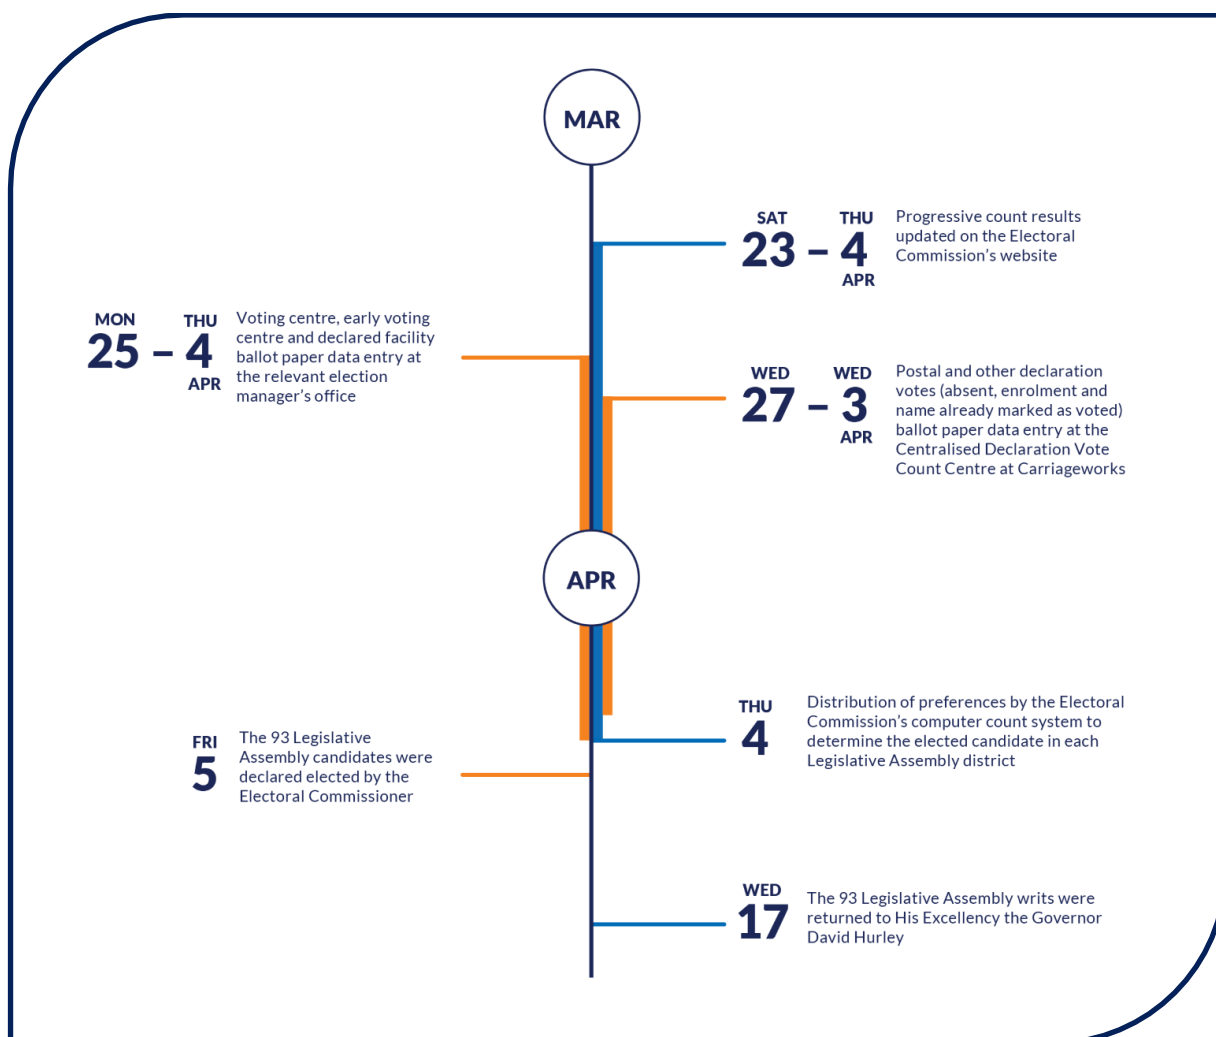 MAR
SAT THU
23 – 4
APR
Progressive count results
updated on the Electoral
Commission's website
MON THU
25 – 4
APR
Voting centre, early voting
centre and declared facility
ballot paper data entry at
the relevant election
manager's office
WED WED
27 – 3
APR
Postal and other declaration
votes (absent, enrolment and
name already marked as voted)
ballot paper data entry at the
Centralised Declaration Vote
Count Centre at Carriageworks
APR
THU
4
Distribution of preferences by the Electoral
Commission's computer count system to
determine the elected candidate in each
Legislative Assembly district
FRI
5
The 93 Legislative
Assembly candidates were
declared elected by the
Electoral Commissioner
WED
17
The 93 Legislative Assembly writs were
returned to His Excellency the Governor
David Hurley